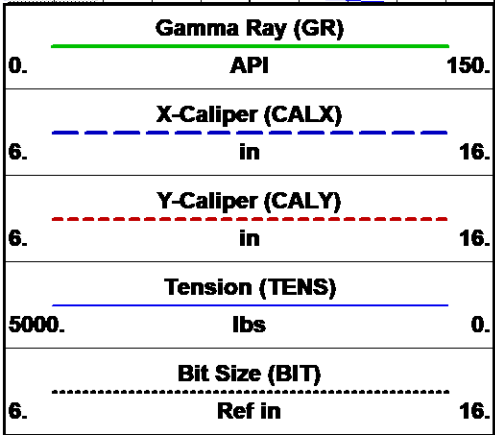 Gamma Ray (GR)
0. API 150.
X-Caliper (CALX)
6. in 16.
Y-Caliper (CALY)
6. in 16.
Tension (TENS)
5000. lbs 0.
Bit Size (BIT)
6. Ref in 16.